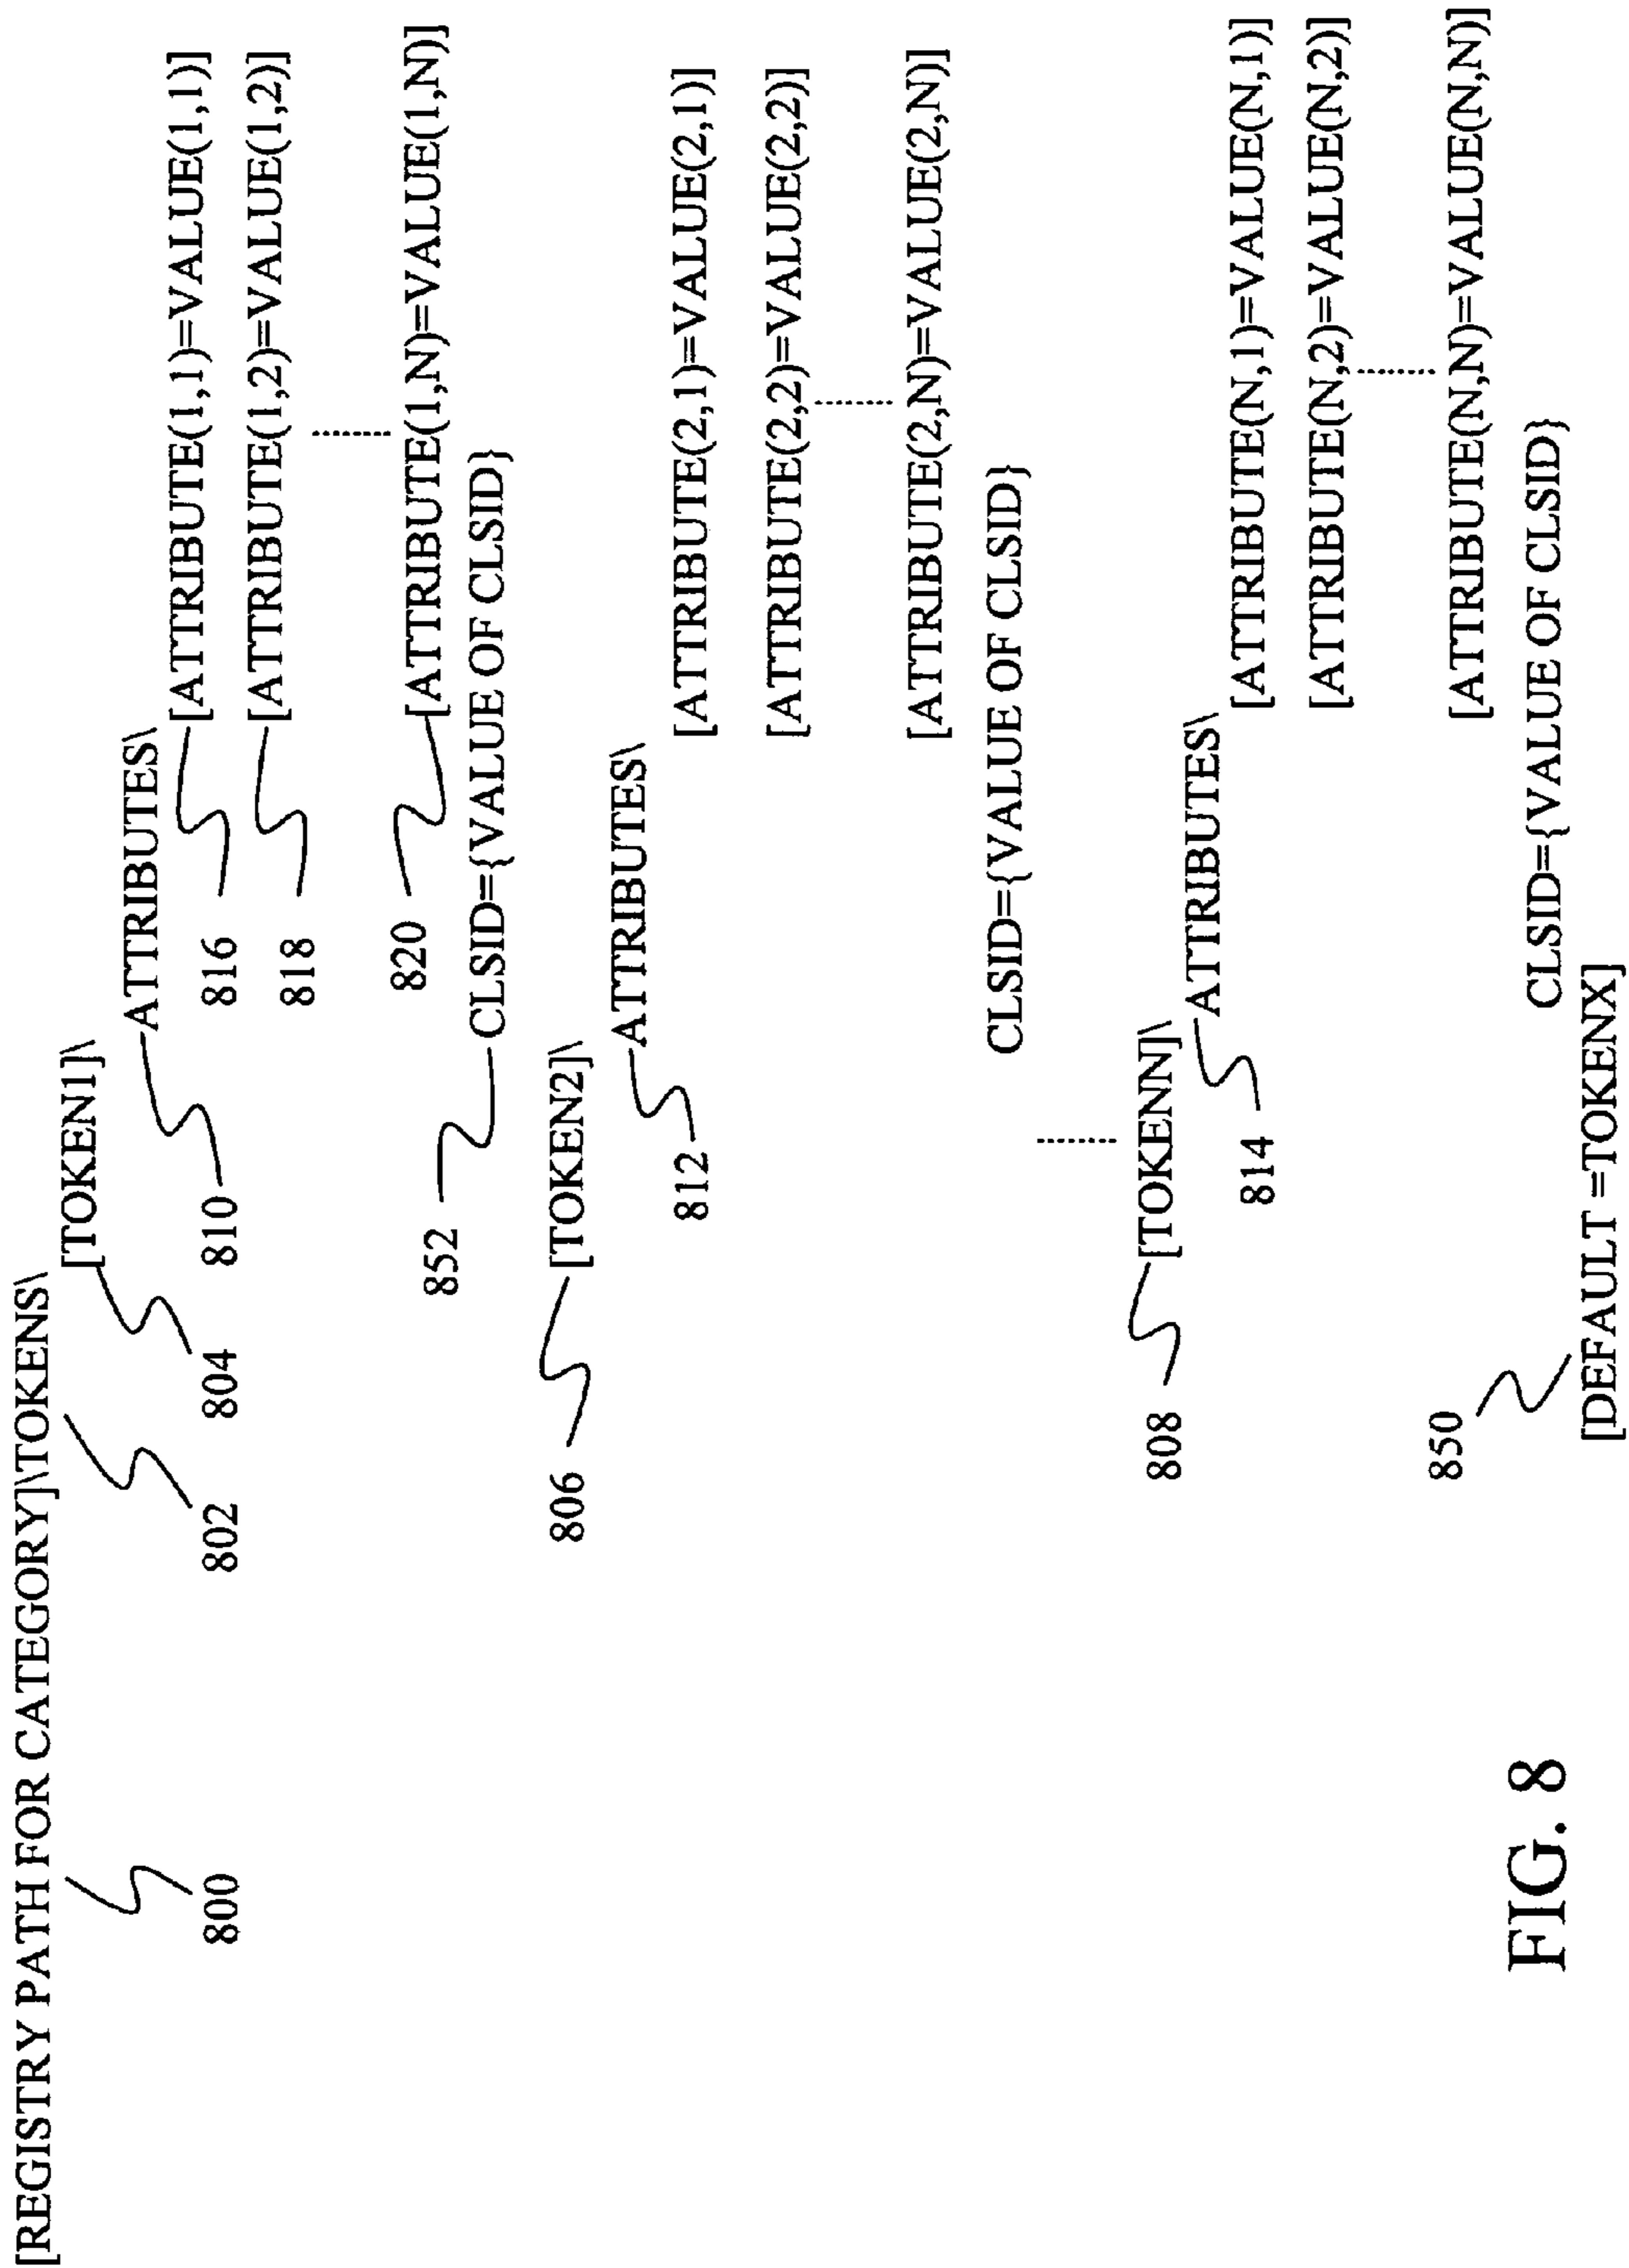 [REGISTRY PATH FOR CATEGORY]\TOKENS\
800
802
[TOKEN1]\
804
ATTRIBUTES\
810
[ATTRIBUTE(1,1)=VALUE(1,1)]
816
[ATTRIBUTE(1,2)=VALUE(1,2)]
818
[ATTRIBUTE(1,N)=VALUE(1,N)]
820
CLSID={VALUE OF CLSID}
852
[TOKEN2]\
806
ATTRIBUTES\
812
[ATTRIBUTE(2,1)=VALUE(2,1)]
[ATTRIBUTE(2,2)=VALUE(2,2)]
[ATTRIBUTE(2,N)=VALUE(2,N)]
CLSID={VALUE OF CLSID}
[TOKENN]\
808
ATTRIBUTES\
814
[ATTRIBUTE(N,1)=VALUE(N,1)]
[ATTRIBUTE(N,2)=VALUE(N,2)]
[ATTRIBUTE(N,N)=VALUE(N,N)]
CLSID={VALUE OF CLSID}
850
[DEFAULT =TOKENX]
FIG. 8